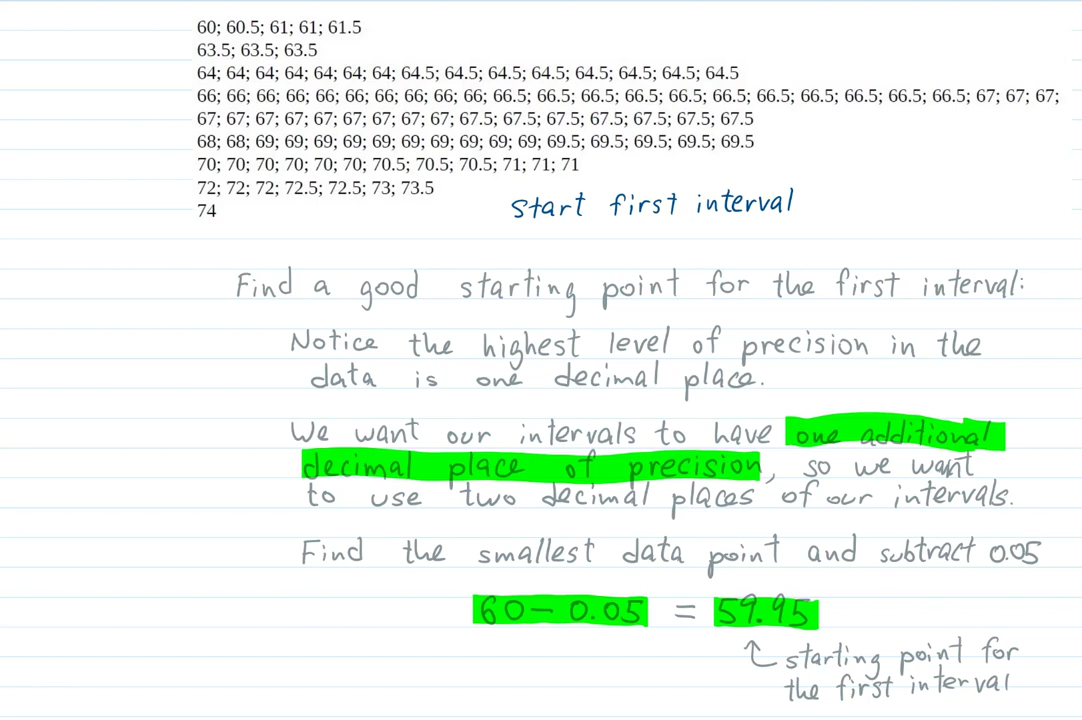 60; 60.5; 61; 61; 61.5
63.5; 63.5; 63.5
64; 64; 64; 64; 64; 64; 64; 64.5; 64.5; 64.5; 64.5; 64.5; 64.5; 64.5; 64.5
66; 66; 66; 66; 66; 66; 66; 66; 66; 66; 66.5; 66.5; 66.5; 66.5; 66.5; 66.5; 66.5; 66.5; 66.5; 66.5; 66.5; 67; 67; 67;
67; 67; 67; 67; 67; 67; 67; 67; 67; 67.5; 67.5; 67.5; 67.5; 67.5; 67.5; 67.5
68; 68; 69; 69; 69; 69; 69; 69; 69; 69; 69; 69; 69.5; 69.5; 69.5; 69.5; 69.5
70; 70; 70; 70; 70; 70; 70.5; 70.5; 70.5; 71; 71; 71
72; 72; 72; 72.5; 72.5; 73; 73.5
74
start first interval
Find a good starting point for the first interval:
Notice the highest level of precision in the
data is one decimal place.
We want our intervals to have one additional
decimal place of precision, so we want
to use two decimal places of our intervals.
Find the smallest data point and subtract 0.05
60 - 0.05 = 59.95
starting point for
the first interval